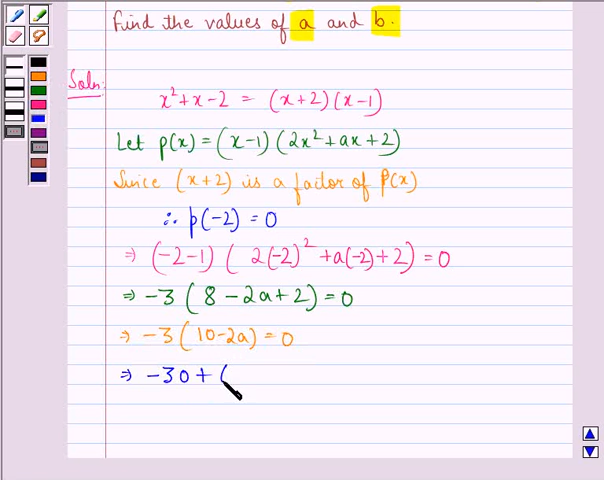 Find the values of a and b.
Soln:
x² + x - 2 = (x+2) (x-1)
Let p(x) = (x-1) (2x² + ax + 2)
Since (x+2) is a factor of P(x)
∴ p(-2) = 0
⇒ (-2-1) ( 2(-2)² + a(-2) + 2) = 0
⇒ -3 ( 8 - 2a + 2) = 0
⇒ -3 ( 10 - 2a) = 0
⇒ -30 + (